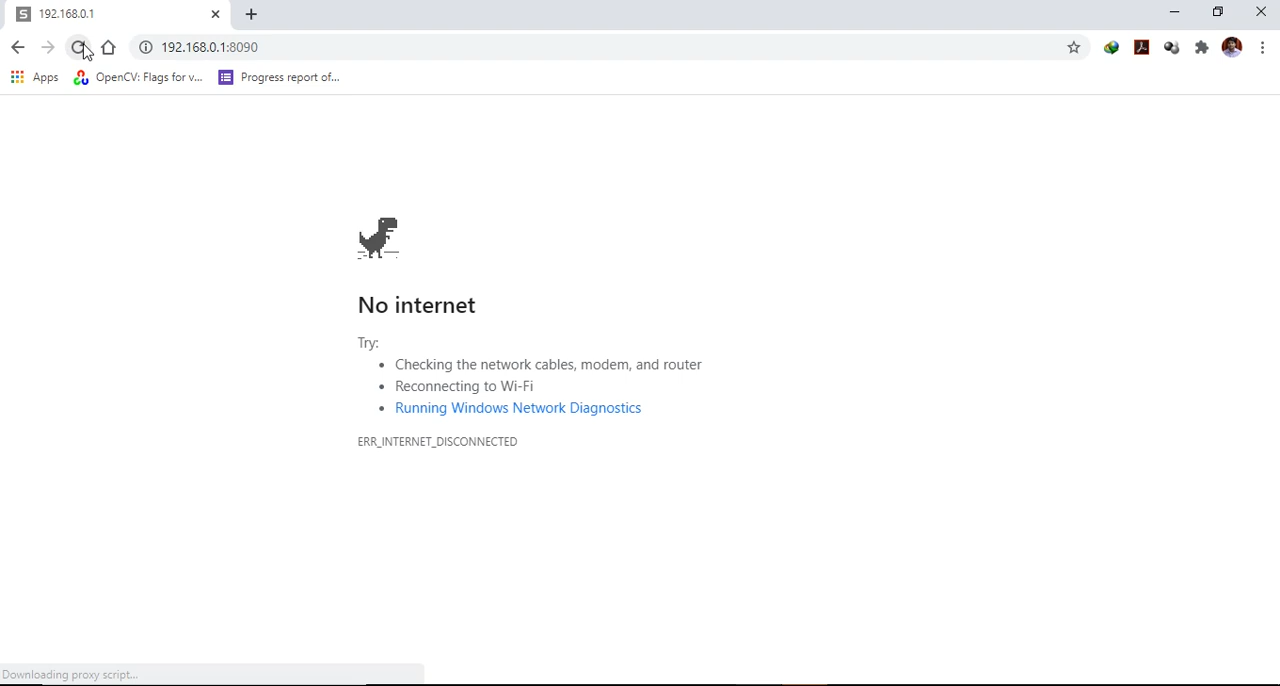 S 192.168.0.1
192.168.0.1:8090
Apps OpenCV: Flags for v... Progress report of...
No internet
Try:
• Checking the network cables, modem, and router
• Reconnecting to Wi-Fi
• Running Windows Network Diagnostics
ERR_INTERNET_DISCONNECTED
Downloading proxy script...